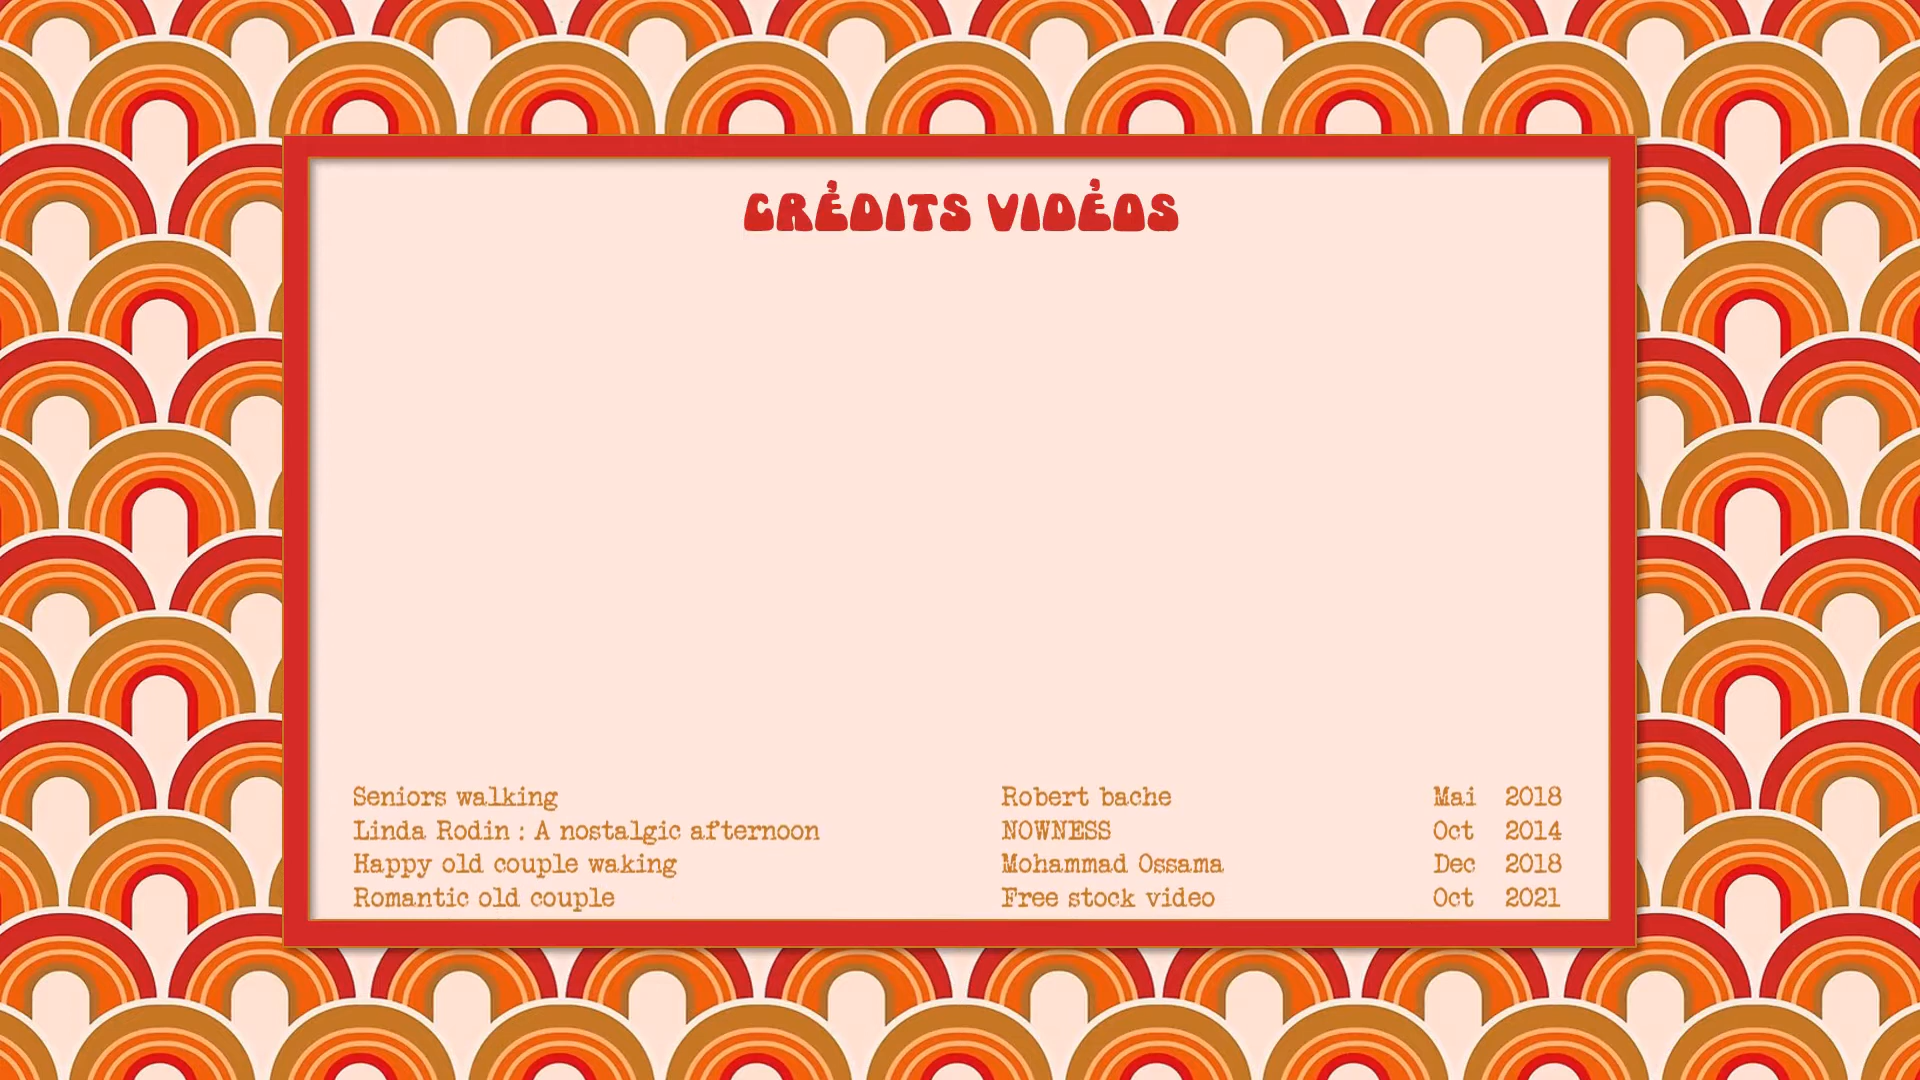 CRÉDITS VIDÉOS
Seniors walking Robert bache Mai 2018
Linda Rodin : A nostalgic afternoon NOWNESS Oct 2014
Happy old couple waking Mohammad Ossama Dec 2018
Romantic old couple Free stock video Oct 2021